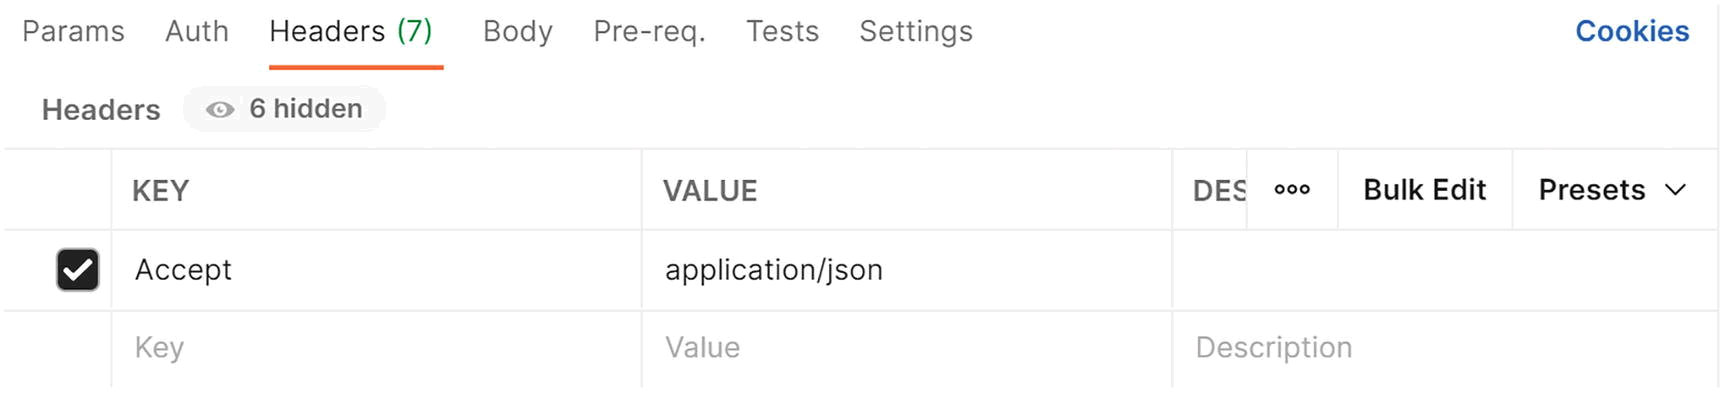 Params Auth Headers (7) Body Pre-req. Tests Settings Cookies
Headers 6 hidden
KEY VALUE DES ooo Bulk Edit Presets
Accept application/json
Key Value Description